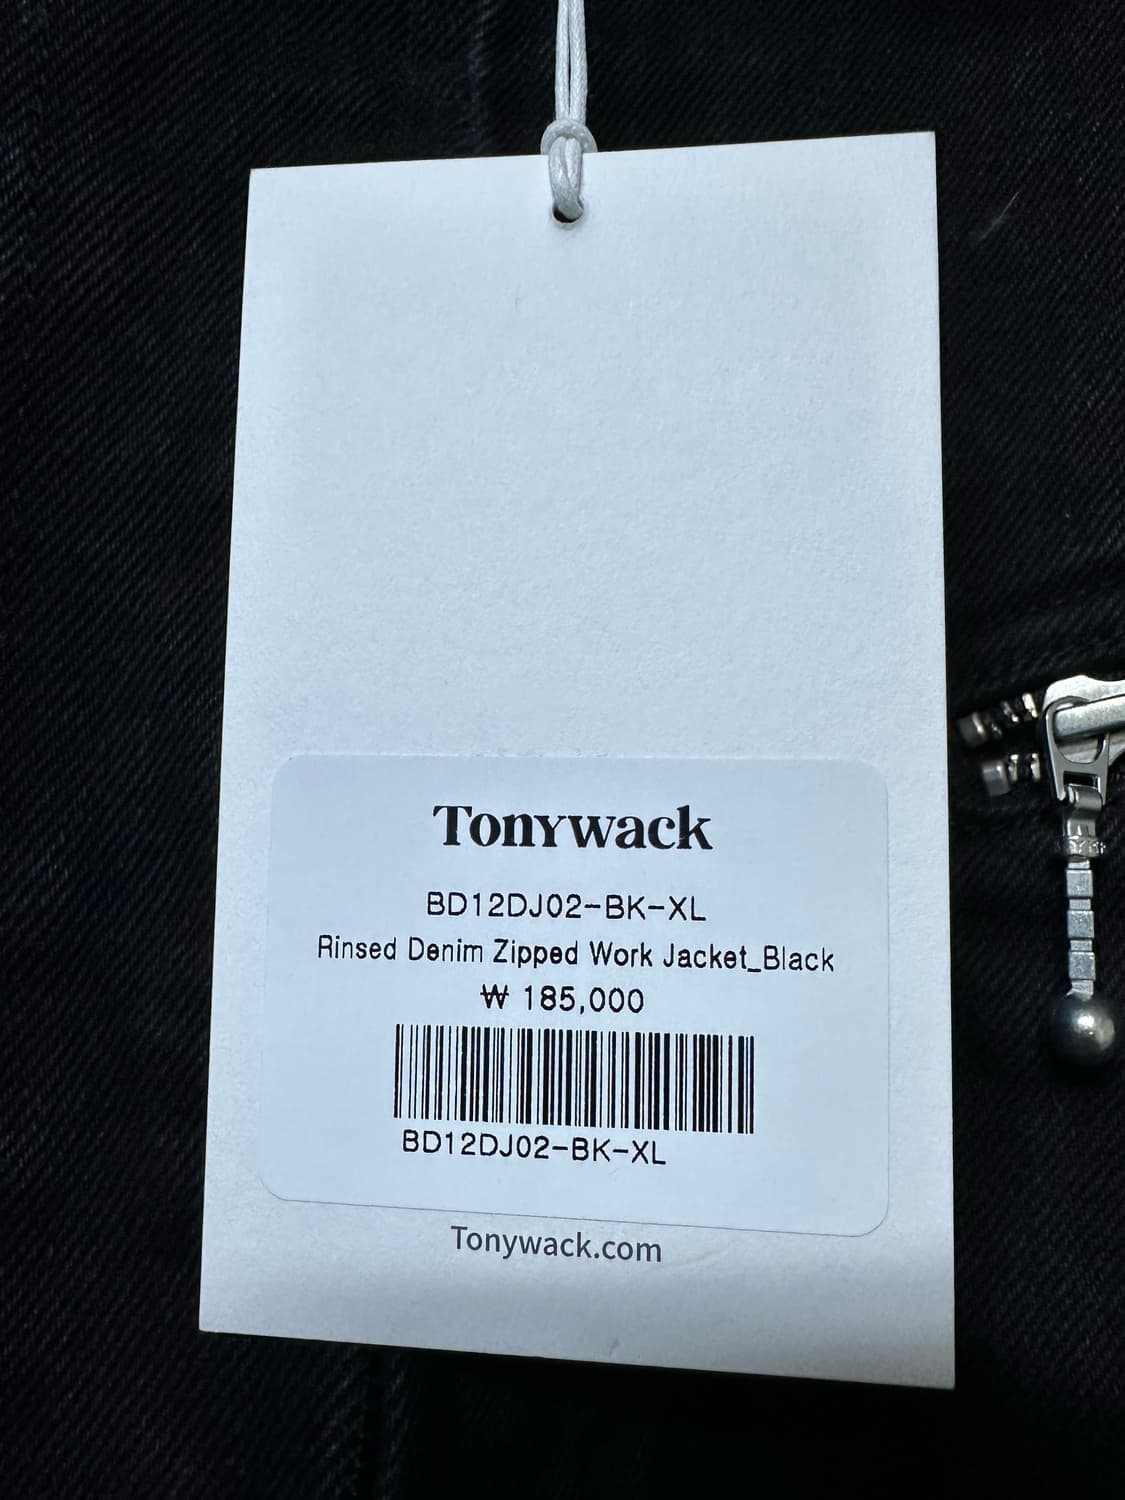 Tonywack
BD12DJ02-BK-XL
Rinsed Denim Zipped Work Jacket_Black
₩ 185,000
BD12DJ02-BK-XL
Tonywack.com